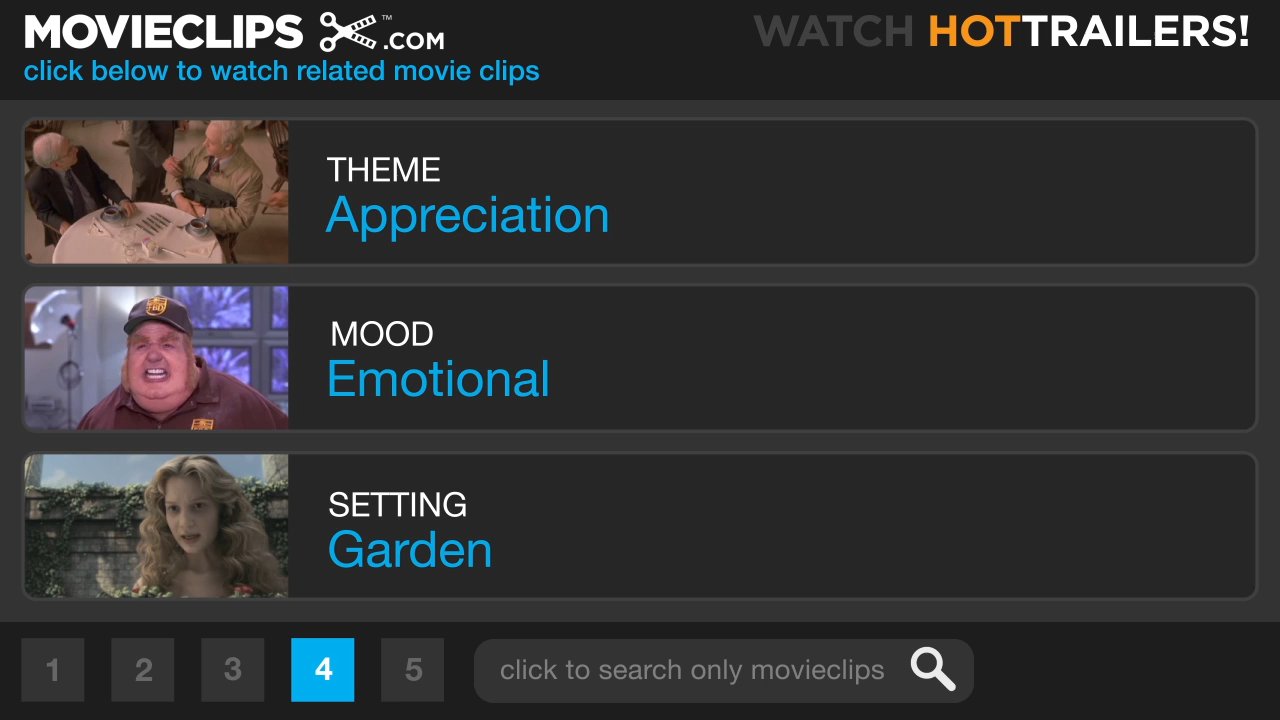 MOVIECLIPS ™ .COM
WATCH HOTTRAILERS!
click below to watch related movie clips
THEME
Appreciation
MOOD
Emotional
SETTING
Garden
1 2 3 4 5
click to search only movieclips